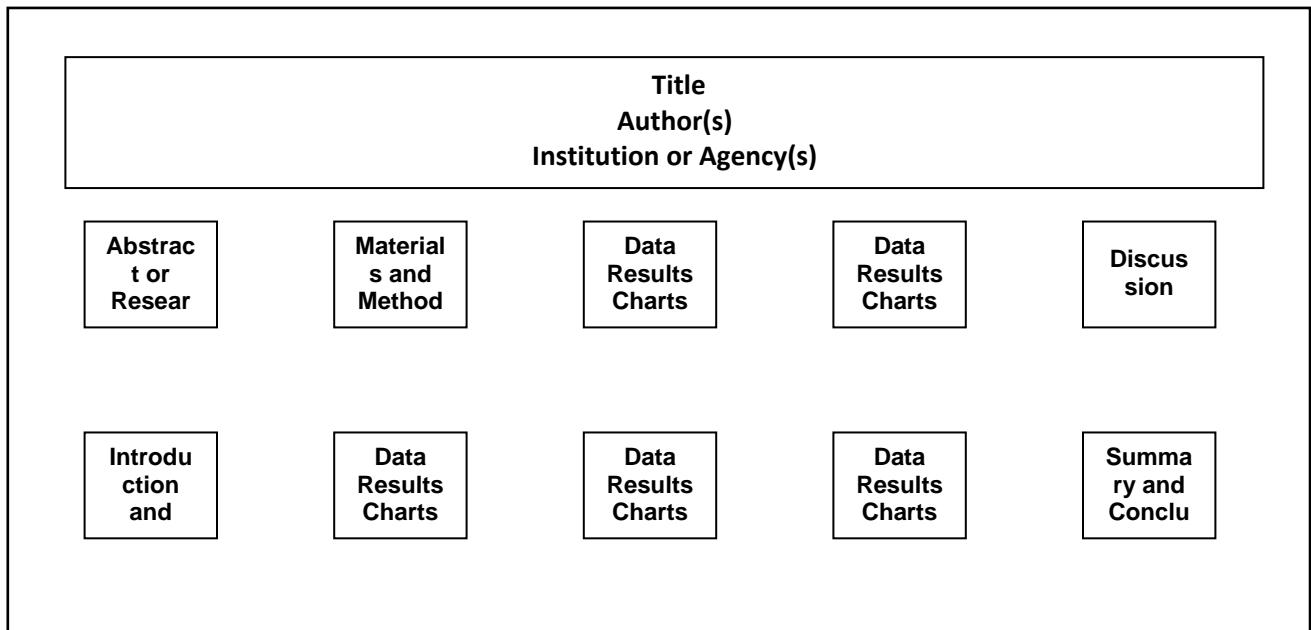 Title
Author(s)
Institution or Agency(s)
Abstrac
t or
Resear
Material
s and
Method
Data
Results
Charts
Data
Results
Charts
Discus
sion
Introdu
ction
and
Data
Results
Charts
Data
Results
Charts
Data
Results
Charts
Summa
ry and
Conclu